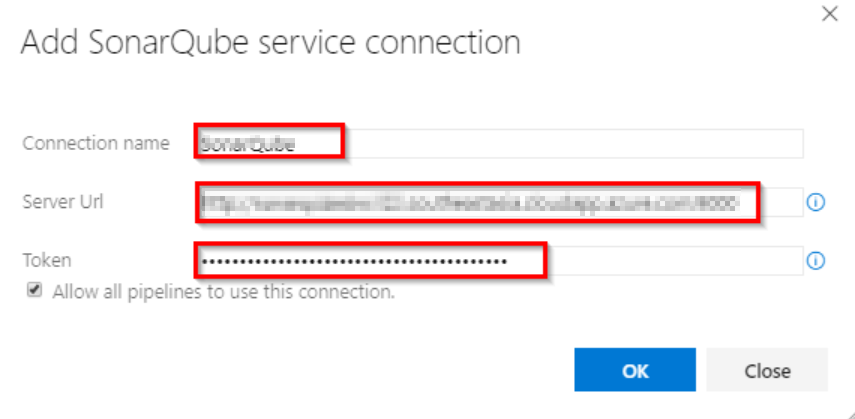 Add SonarQube service connection
Connection name SonarQube
Server Url
Token ••••••••••••••••••••••••••••••••••••••••
Allow all pipelines to use this connection.
OK Close